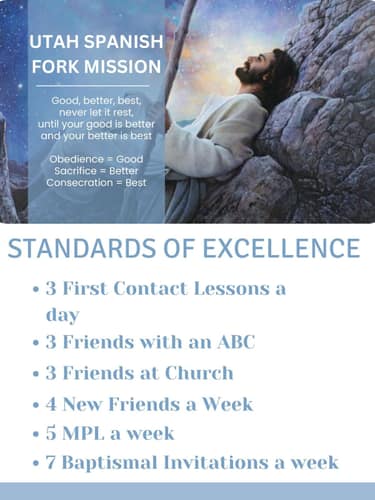 UTAH SPANISH
FORK MISSION
Good, better, best,
never let it rest,
until your good is better
and your better is best
Obedience = Good
Sacrifice = Better
Consecration = Best
STANDARDS OF EXCELLENCE
• 3 First Contact Lessons a
day
• 3 Friends with an ABC
• 3 Friends at Church
• 4 New Friends a Week
• 5 MPL a week
• 7 Baptismal Invitations a week